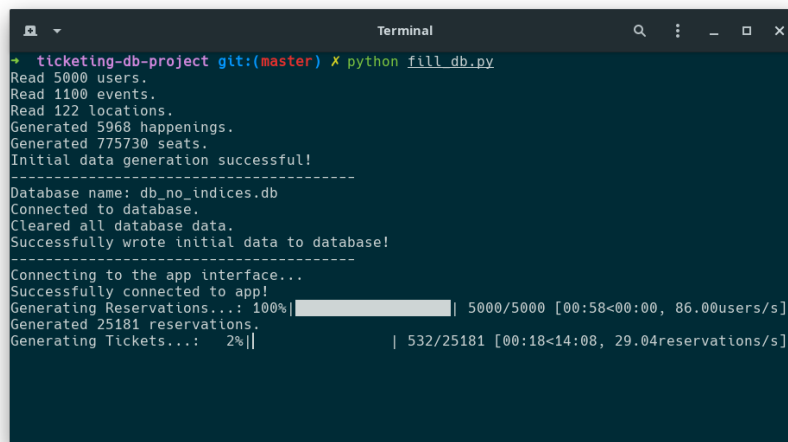 Terminal
➜  ticketing-db-project git:(master) ✗ python fill_db.py
Read 5000 users.
Read 1100 events.
Read 122 locations.
Generated 5968 happenings.
Generated 775730 seats.
Initial data generation successful!
----------------------------------------
Database name: db_no_indices.db
Connected to database.
Cleared all database data.
Successfully wrote initial data to database!
----------------------------------------
Connecting to the app interface...
Successfully connected to app!
Generating Reservations...: 100%|██████████████████| 5000/5000 [00:58<00:00, 86.00users/s]
Generated 25181 reservations.
Generating Tickets...:   2%|                | 532/25181 [00:18<14:08, 29.04reservations/s]